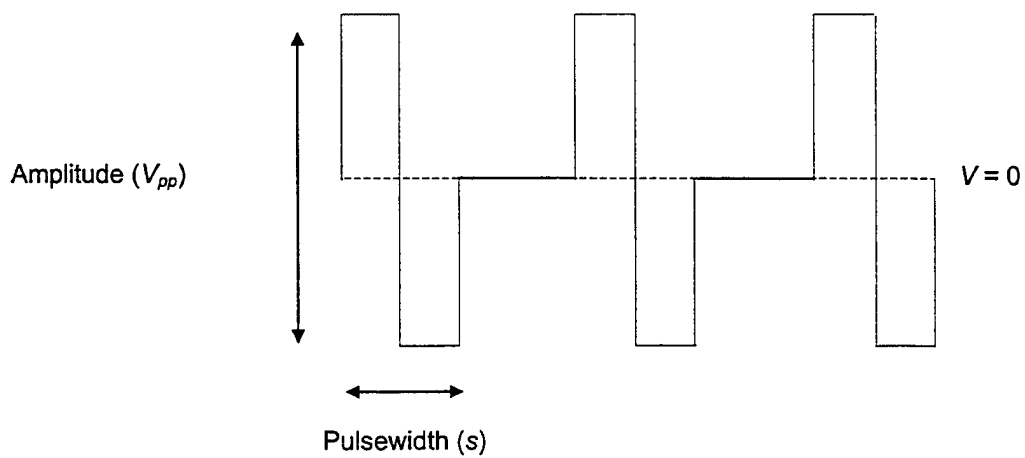 Amplitude (Vpp)
V = 0
Pulsewidth (s)